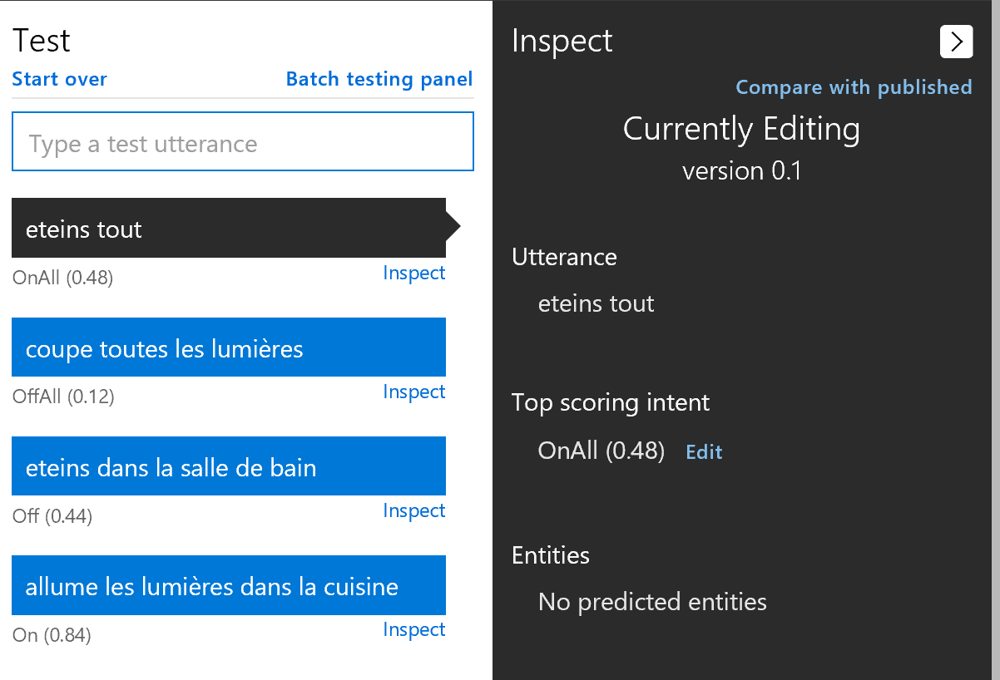 Test
Start over
Batch testing panel
Type a test utterance
eteins tout
OnAll (0.48)
Inspect
coupe toutes les lumières
OffAll (0.12)
Inspect
eteins dans la salle de bain
Off (0.44)
Inspect
allume les lumières dans la cuisine
On (0.84)
Inspect
Inspect
Compare with published
Currently Editing
version 0.1
Utterance
eteins tout
Top scoring intent
OnAll (0.48) Edit
Entities
No predicted entities